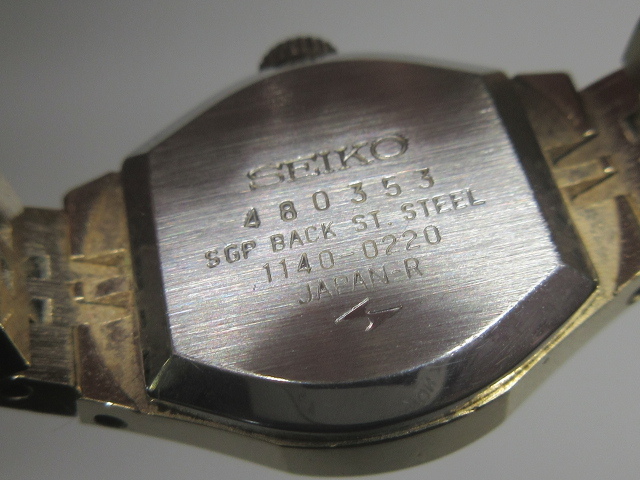 SEIKO
480353
SGP BACK ST. STEEL
1140-0220
JAPAN-R